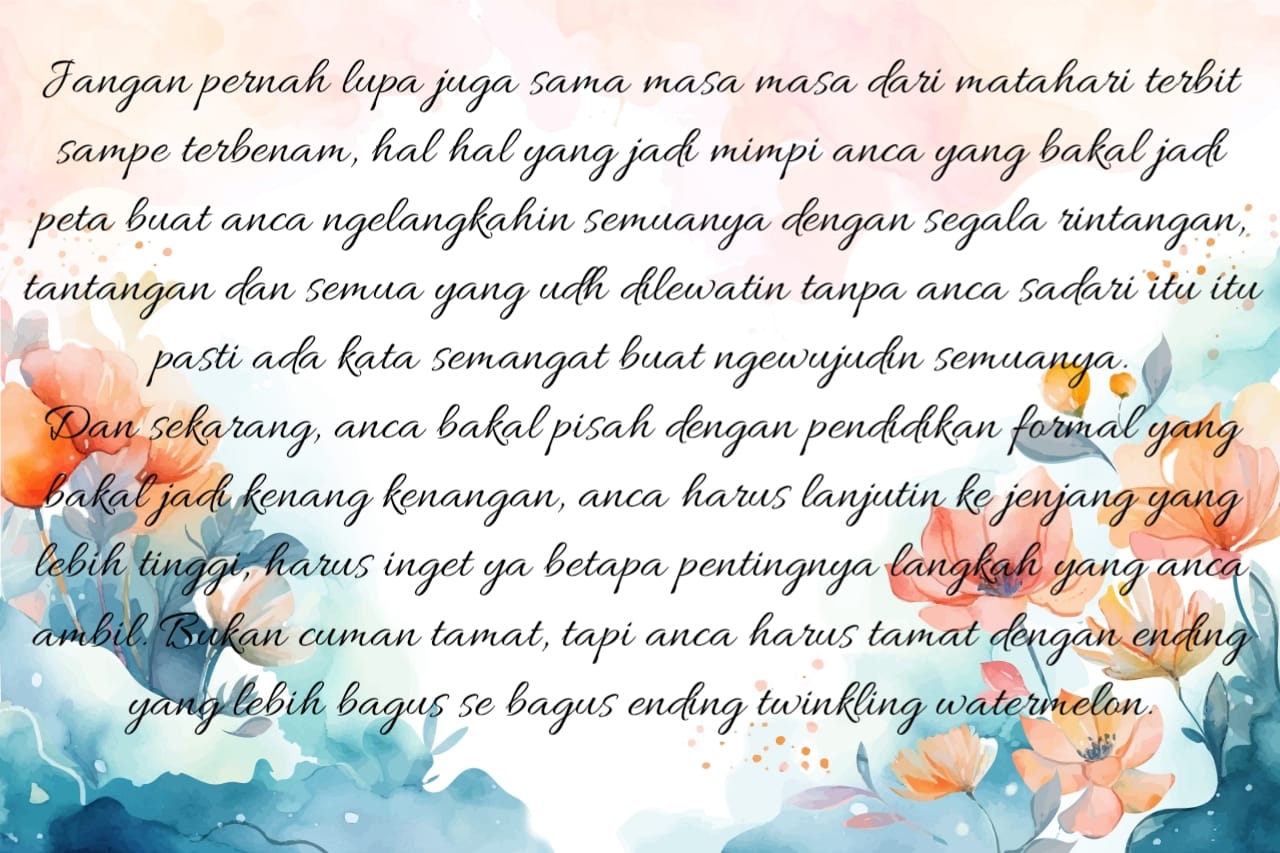 Jangan pernah lupa juga sama masa masa dari matahari terbit
sampe terbenam, hal hal yang jadi mimpi anca yang bakal jadi
peta buat anca ngelangkahin semuanya dengan segala rintangan,
tantangan dan semua yang udh dilewatin tanpa anca sadari itu itu
pasti ada kata semangat buat ngewujudin semuanya.
Dan sekarang, anca bakal pisah dengan pendidikan formal yang
bakal jadi kenang kenangan, anca harus lanjutin ke jenjang yang
lebih tinggi, harus inget ya betapa pentingnya langkah yang anca
ambil. Bukan cuman tamat, tapi anca harus tamat dengan ending
yang lebih bagus se bagus ending twinkling watermelon.